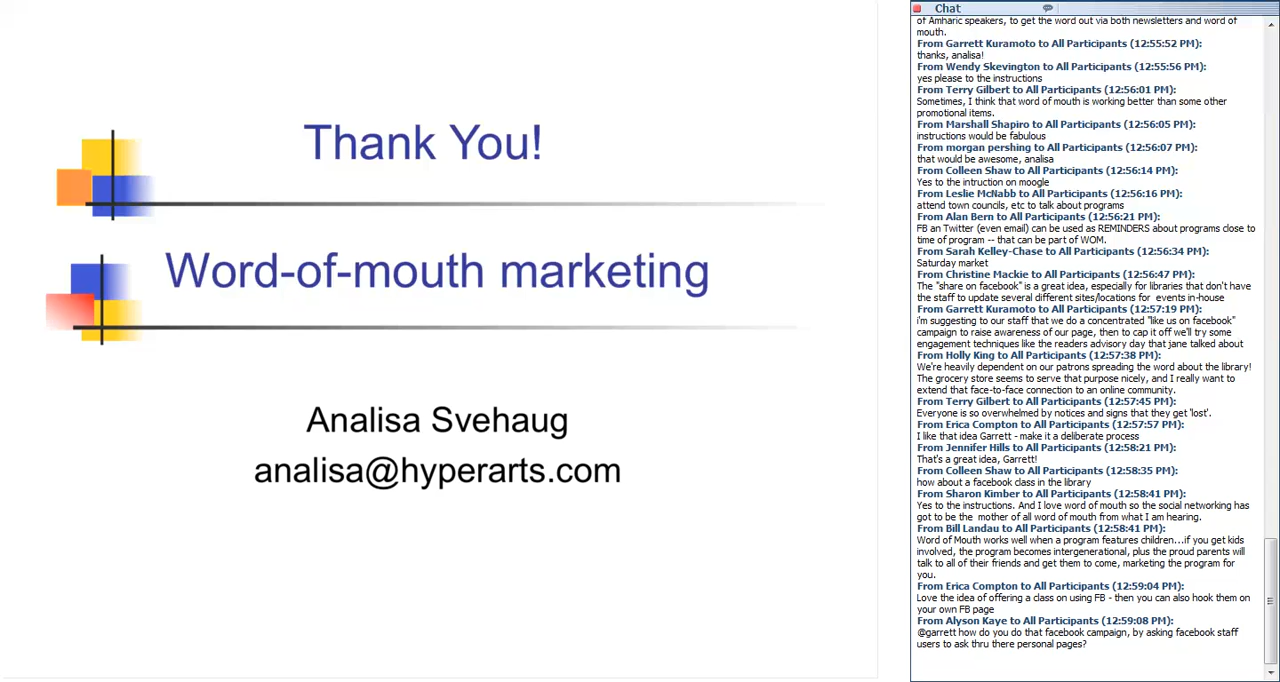 Thank You!
Word-of-mouth marketing
Analisa Svehaug
analisa@hyperarts.com
Chat
of Amharic speakers, to get the word out via both newsletters and word of
mouth.
From Garrett Kuramoto to All Participants (12:55:52 PM):
thanks, analisa!
From Wendy Skevington to All Participants (12:55:56 PM):
yes please to the instructions
From Terry Gilbert to All Participants (12:56:01 PM):
Sometimes, I think that word of mouth is working better than some other
promotional items.
From Marshall Shapiro to All Participants (12:56:05 PM):
instructions would be fabulous
From morgan pershing to All Participants (12:56:07 PM):
that would be awesome, analisa
From Colleen Shaw to All Participants (12:56:14 PM):
Yes to the intruction on moogle
From Leslie McNabb to All Participants (12:56:16 PM):
attend town councils, etc to talk about programs
From Alan Bern to All Participants (12:56:21 PM):
FB an Twitter (even email) can be used as REMINDERS about programs close to
time of program -- that can be part of WOM.
From Sarah Kelley-Chase to All Participants (12:56:34 PM):
Saturday market
From Christine Mackie to All Participants (12:56:47 PM):
The "share on facebook" is a great idea, especially for libraries that don't have
the staff to update several different sites/locations for  events in-house
From Garrett Kuramoto to All Participants (12:57:19 PM):
i'm suggesting to our staff that we do a concentrated "like us on facebook"
campaign to raise awareness of our page, then to cap it off we'll try some
engagement techniques like the readers advisory day that jane talked about
From Holly King to All Participants (12:57:38 PM):
We're heavily dependent on our patrons spreading the word about the library!
The grocery store seems to serve that purpose nicely, and I really want to
extend that face-to-face connection to an online community.
From Terry Gilbert to All Participants (12:57:45 PM):
Everyone is so overwhelmed by notices and signs that they get 'lost'.
From Erica Compton to All Participants (12:57:57 PM):
I like that idea Garrett - make it a deliberate process
From Jennifer Hills to All Participants (12:58:21 PM):
That's a great idea, Garrett!
From Colleen Shaw to All Participants (12:58:35 PM):
how about a facebook class in the library
From Sharon Kimber to All Participants (12:58:41 PM):
Yes to the instructions. And I love word of mouth so the social networking has
got to be the  mother of all word of mouth from what I am hearing.
From Bill Landau to All Participants (12:58:41 PM):
Word of Mouth works well when a program features children...if you get kids
involved, the program becomes intergenerational, plus the proud parents will
talk to all of their friends and get them to come, marketing the program for
you.
From Erica Compton to All Participants (12:59:04 PM):
Love the idea of offering a class on using FB - then you can also hook them on
your own FB page
From Alyson Kaye to All Participants (12:59:08 PM):
@garrett how do you do that facebook campaign, by asking facebook staff
users to ask thru there personal pages?